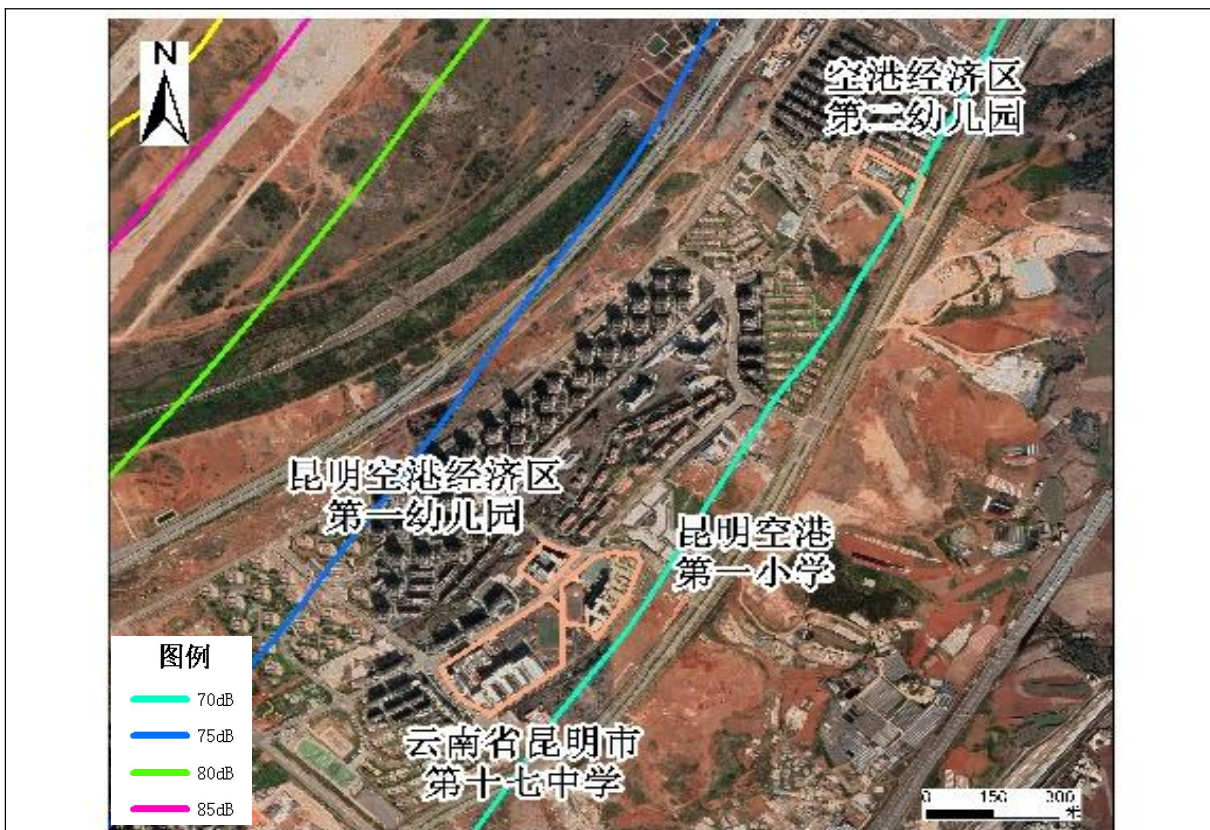 N
空港经济区
第二幼儿园
昆明空港经济区
第一幼儿园
昆明空港
第一小学
云南省昆明市
第十七中学
图例
70dB
75dB
80dB
85dB
0 150 300
米